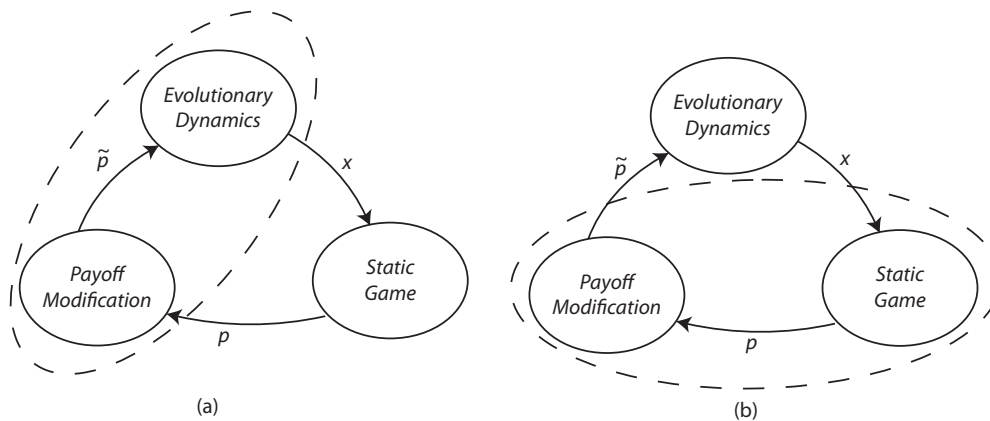 Evolutionary
Dynamics
p̃
x
Payoff
Modification
Static
Game
p
(a)
Evolutionary
Dynamics
p̃
x
Payoff
Modification
Static
Game
p
(b)